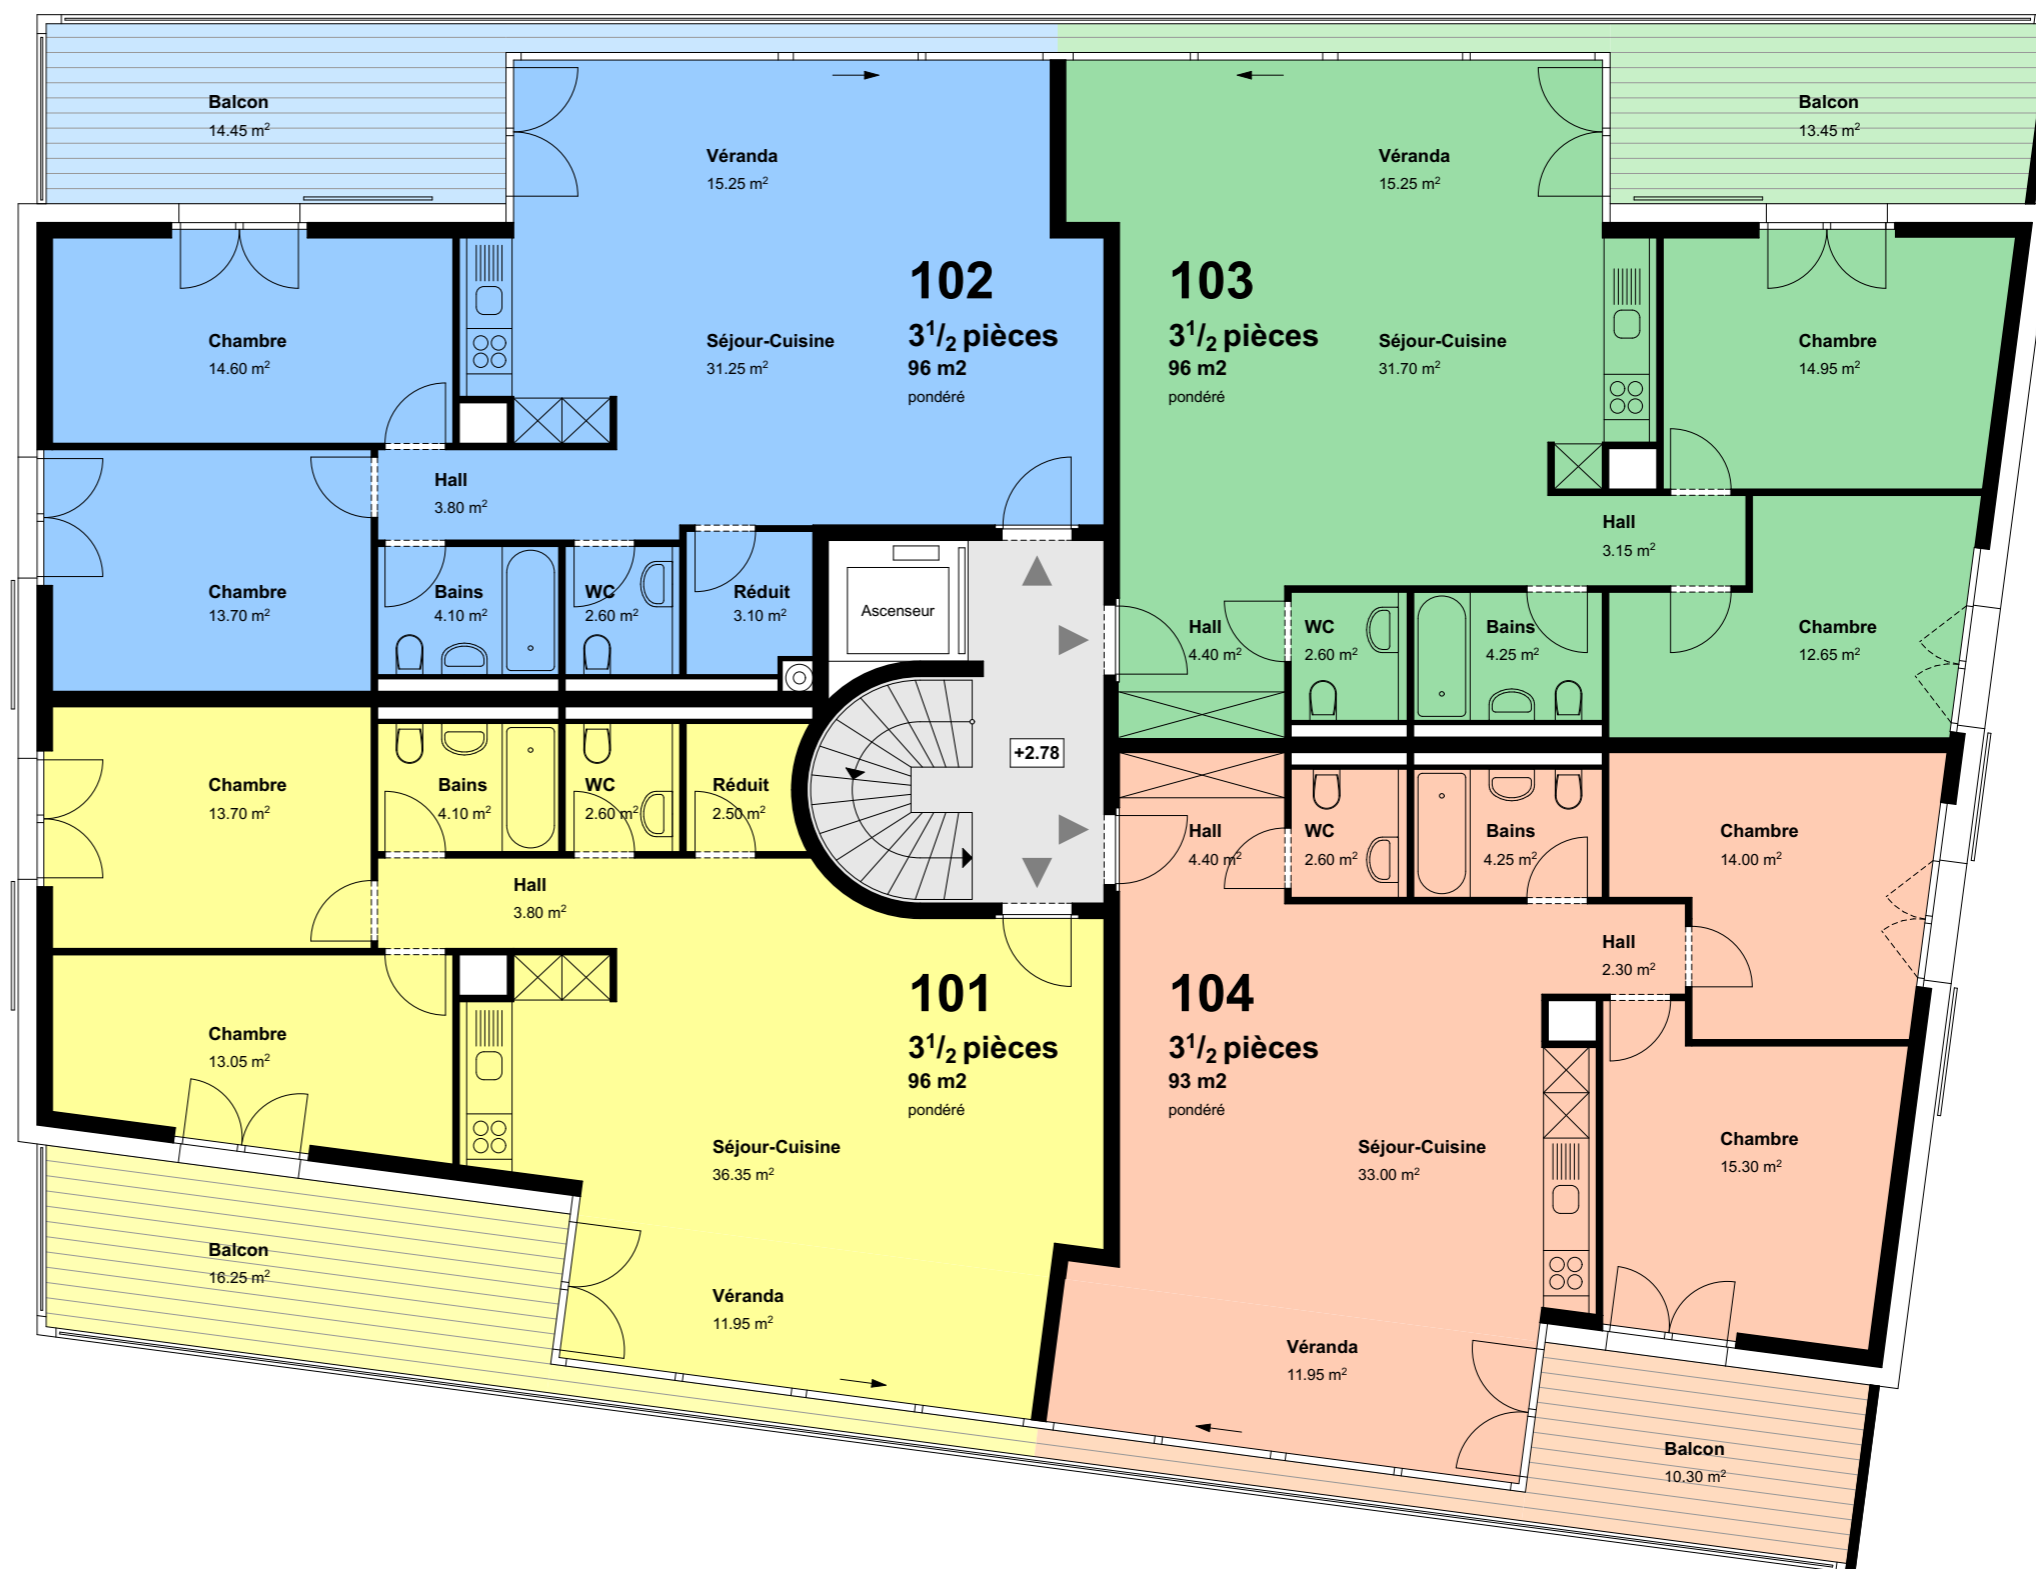 Balcon
14.45 m²
Véranda
15.25 m²
Véranda
15.25 m²
Balcon
13.45 m²
102
3 1/2 pièces
96 m2
pondéré
103
3 1/2 pièces
96 m2
pondéré
Chambre
14.60 m²
Séjour-Cuisine
31.25 m²
Séjour-Cuisine
31.70 m²
Chambre
14.95 m²
Hall
3.80 m²
Hall
3.15 m²
Chambre
13.70 m²
Bains
4.10 m²
WC
2.60 m²
Réduit
3.10 m²
Ascenseur
Hall
4.40 m²
WC
2.60 m²
Bains
4.25 m²
Chambre
12.65 m²
+2.78
Chambre
13.70 m²
Bains
4.10 m²
WC
2.60 m²
Réduit
2.50 m²
Hall
4.40 m²
WC
2.60 m²
Bains
4.25 m²
Chambre
14.00 m²
Hall
3.80 m²
Hall
2.30 m²
101
3 1/2 pièces
96 m2
pondéré
104
3 1/2 pièces
93 m2
pondéré
Chambre
13.05 m²
Séjour-Cuisine
36.35 m²
Séjour-Cuisine
33.00 m²
Chambre
15.30 m²
Balcon
16.25 m²
Véranda
11.95 m²
Véranda
11.95 m²
Balcon
10.30 m²